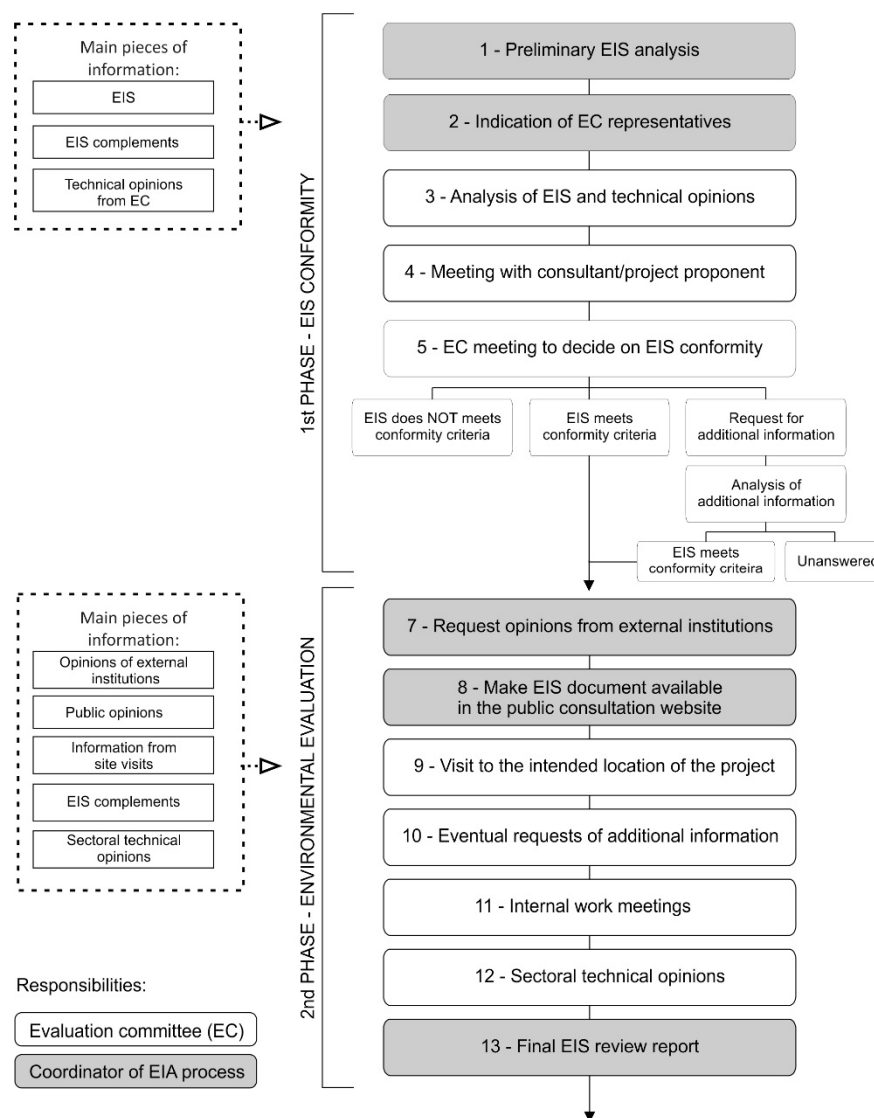 Main pieces of
information:
EIS
EIS complements
Technical opinions
from EC
1st PHASE - EIS CONFORMITY
1 - Preliminary EIS analysis
2 - Indication of EC representatives
3 - Analysis of EIS and technical opinions
4 - Meeting with consultant/project proponent
5 - EC meeting to decide on EIS conformity
EIS does NOT meets
conformity criteria
EIS meets
conformity criteria
Request for
additional information
Analysis of
additional information
EIS meets
conformity criteira
Unanswered
Main pieces of
information:
Opinions of external
institutions
Public opinions
Information from
site visits
EIS complements
Sectoral technical
opinions
2nd PHASE - ENVIRONMENTAL EVALUATION
7 - Request opinions from external institutions
8 - Make EIS document available
in the public consultation website
9 - Visit to the intended location of the project
10 - Eventual requests of additional information
11 - Internal work meetings
12 - Sectoral technical opinions
13 - Final EIS review report
Responsibilities:
Evaluation committee (EC)
Coordinator of EIA process